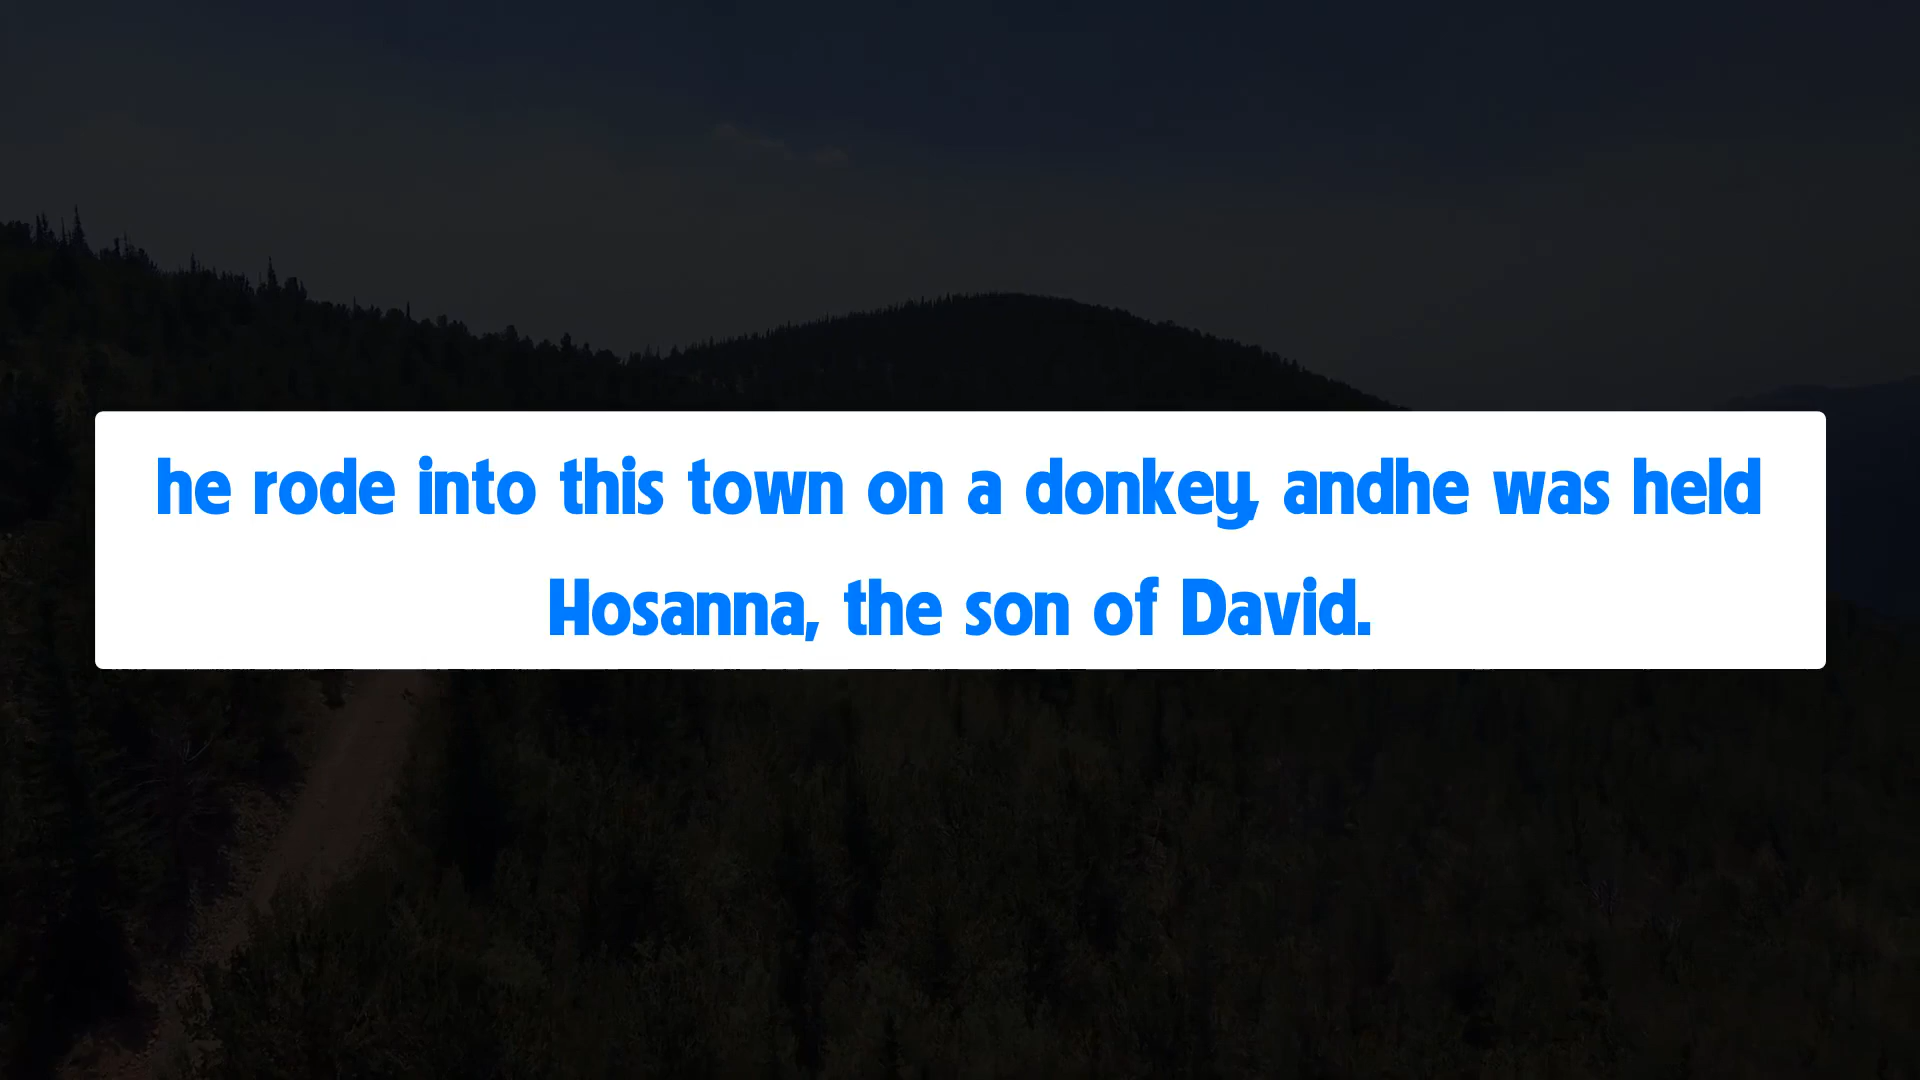 he rode into this town on a donkey, andhe was held
Hosanna, the son of David.